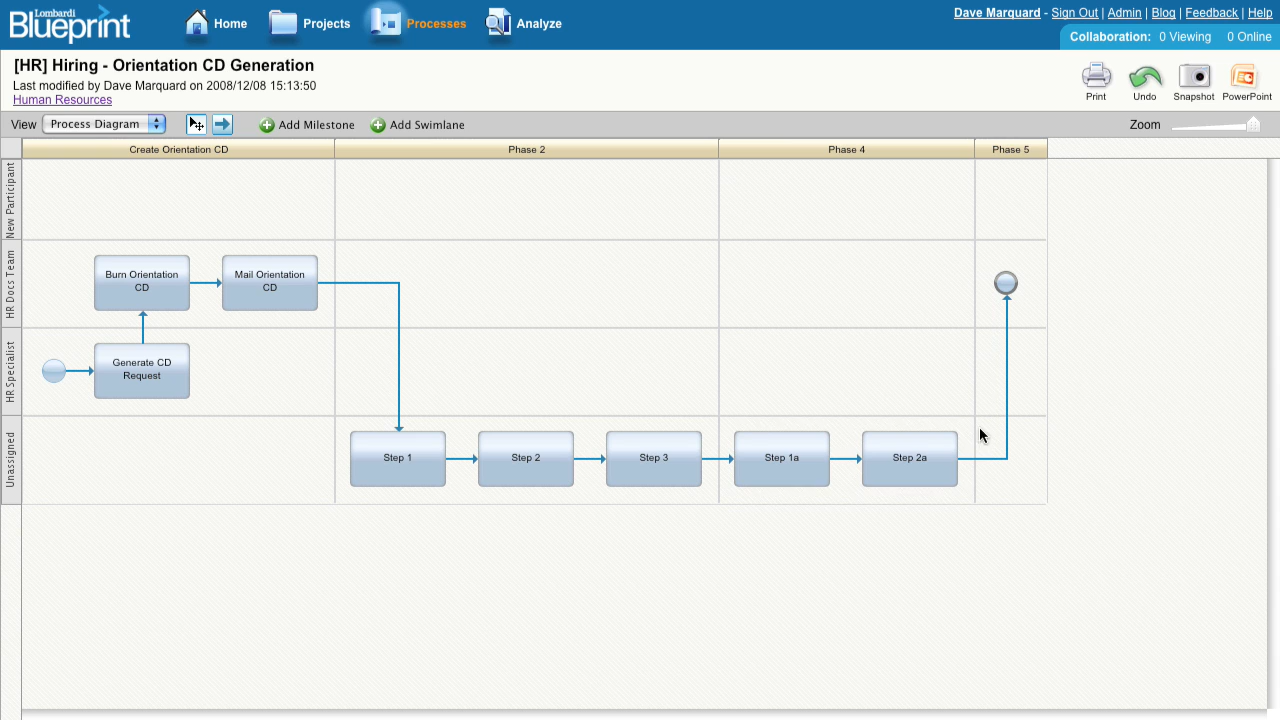 Lombardi
Blueprint
Home
Projects
Processes
Analyze
Dave Marquard - Sign Out | Admin | Blog | Feedback | Help
Collaboration: 0 Viewing 0 Online
[HR] Hiring - Orientation CD Generation
Last modified by Dave Marquard on 2008/12/08 15:13:50
Human Resources
Print
Undo
Snapshot
PowerPoint
View
Process Diagram
Add Milestone
Add Swimlane
Zoom
Create Orientation CD
Phase 2
Phase 4
Phase 5
New Participant
HR Docs Team
Burn Orientation
CD
Mail Orientation
CD
HR Specialist
Generate CD
Request
Unassigned
Step 1
Step 2
Step 3
Step 1a
Step 2a